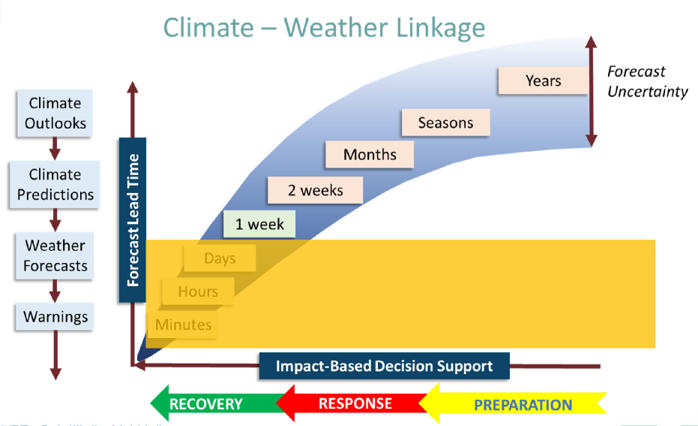 Climate – Weather Linkage
Climate
Outlooks
Climate
Predictions
Weather
Forecasts
Warnings
Forecast Lead Time
Years
Seasons
Months
2 weeks
1 week
Days
Hours
Minutes
Forecast
Uncertainty
Impact-Based Decision Support
RECOVERY
RESPONSE
PREPARATION